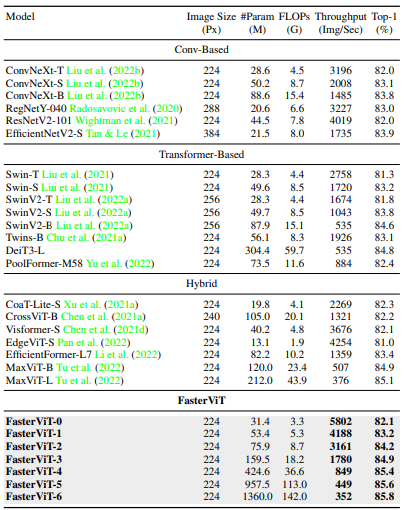 Model Image Size #Param FLOPs Throughput Top-1
(Px) (M) (G) (Img/Sec) (%)
Conv-Based
ConvNeXt-T Liu et al. (2022b) 224 28.6 4.5 3196 82.0
ConvNeXt-S Liu et al. (2022b) 224 50.2 8.7 2008 83.1
ConvNeXt-B Liu et al. (2022b) 224 88.6 15.4 1485 83.8
RegNetY-040 Radosavovic et al. (2020) 288 20.6 6.6 3227 83.0
ResNetV2-101 Wightman et al. (2021) 224 44.5 7.8 4019 82.0
EfficientNetV2-S Tan & Le (2021) 384 21.5 8.0 1735 83.9
Transformer-Based
Swin-T Liu et al. (2021) 224 28.3 4.4 2758 81.3
Swin-S Liu et al. (2021) 224 49.6 8.5 1720 83.2
SwinV2-T Liu et al. (2022a) 256 28.3 4.4 1674 81.8
SwinV2-S Liu et al. (2022a) 256 49.7 8.5 1043 83.8
SwinV2-B Liu et al. (2022a) 256 87.9 15.1 535 84.6
Twins-B Chu et al. (2021a) 224 56.1 8.3 1926 83.1
DeiT3-L 224 304.4 59.7 535 84.8
PoolFormer-M58 Yu et al. (2022) 224 73.5 11.6 884 82.4
Hybrid
CoaT-Lite-S Xu et al. (2021a) 224 19.8 4.1 2269 82.3
CrossViT-B Chen et al. (2021a) 240 105.0 20.1 1321 82.2
Visformer-S Chen et al. (2021d) 224 40.2 4.8 3676 82.1
EdgeViT-S Pan et al. (2022) 224 13.1 1.9 4254 81.0
EfficientFormer-L7 Li et al. (2022) 224 82.2 10.2 1359 83.4
MaxViT-B Tu et al. (2022) 224 120.0 23.4 507 84.9
MaxViT-L Tu et al. (2022) 224 212.0 43.9 376 85.1
FasterViT
FasterViT-0 224 31.4 3.3 5802 82.1
FasterViT-1 224 53.4 5.3 4188 83.2
FasterViT-2 224 75.9 8.7 3161 84.2
FasterViT-3 224 159.5 18.2 1780 84.9
FasterViT-4 224 424.6 36.6 849 85.4
FasterViT-5 224 957.5 113.0 449 85.6
FasterViT-6 224 1360.0 142.0 352 85.8